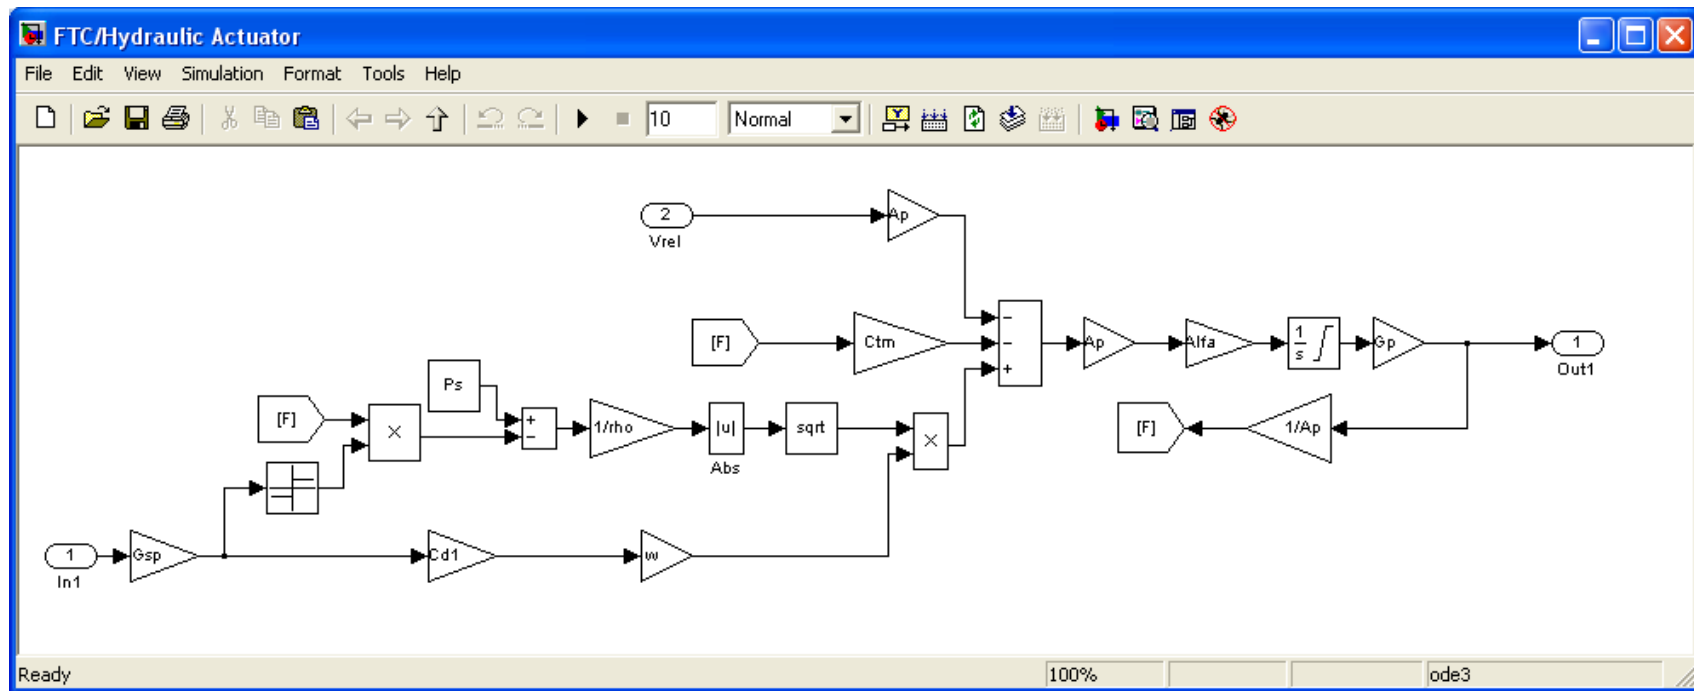 FTC/Hydraulic Actuator
File Edit View Simulation Format Tools Help
10 Normal
2
Vrel
Ap
[F]
Ctm
−
−
+
Ap
Alfa
1
s
Gp
1
Out1
Ps
[F]
×
+
−
1/rho
|u|
Abs
sqrt
×
[F]
1/Ap
1
In1
Gsp
Cd1
w
Ready 100% ode3